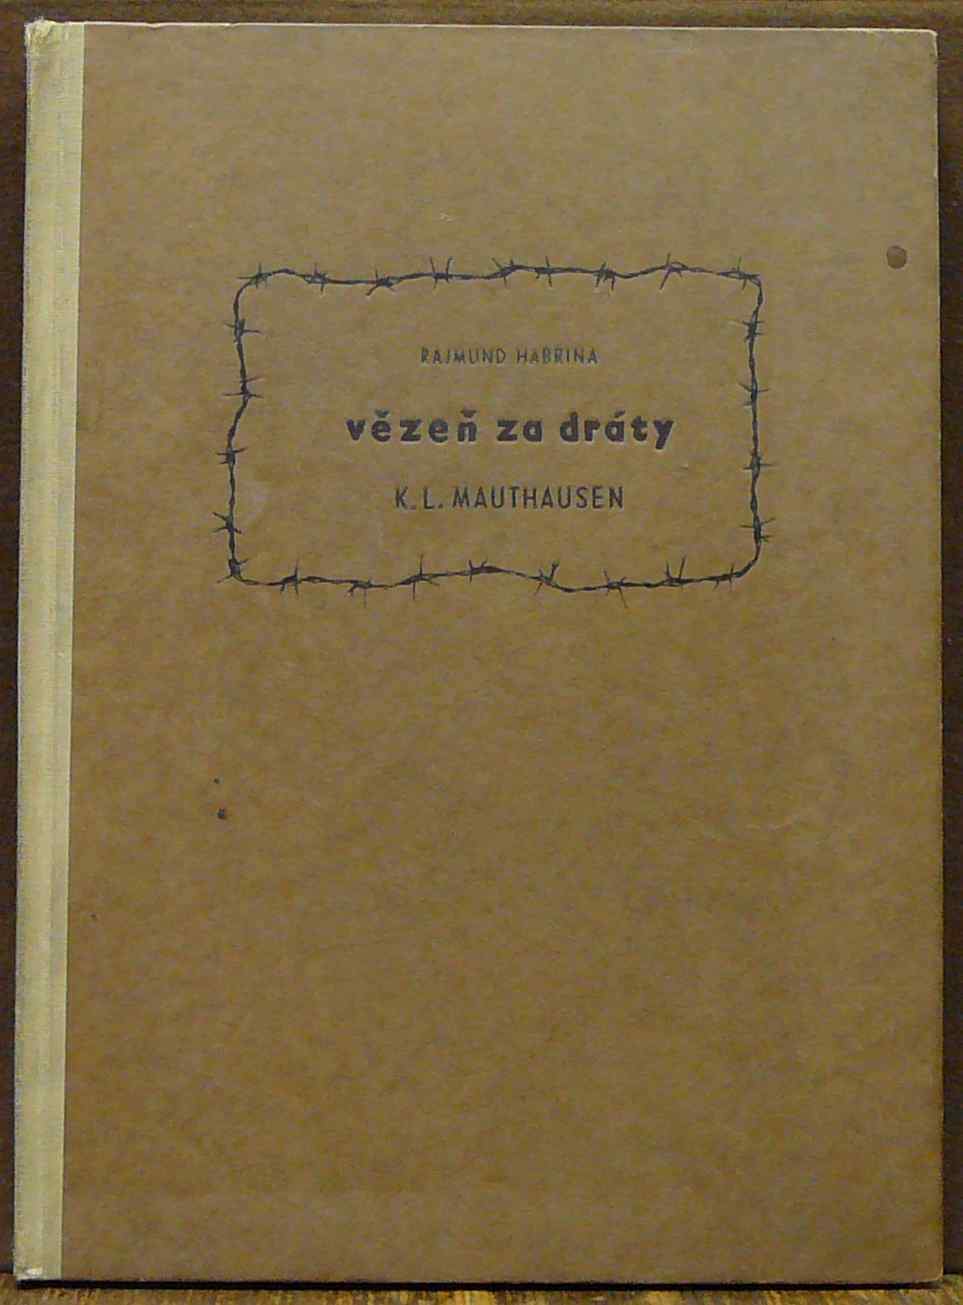 RAJMUND HABŘINA
vězeň za dráty
K. L. MAUTHAUSEN